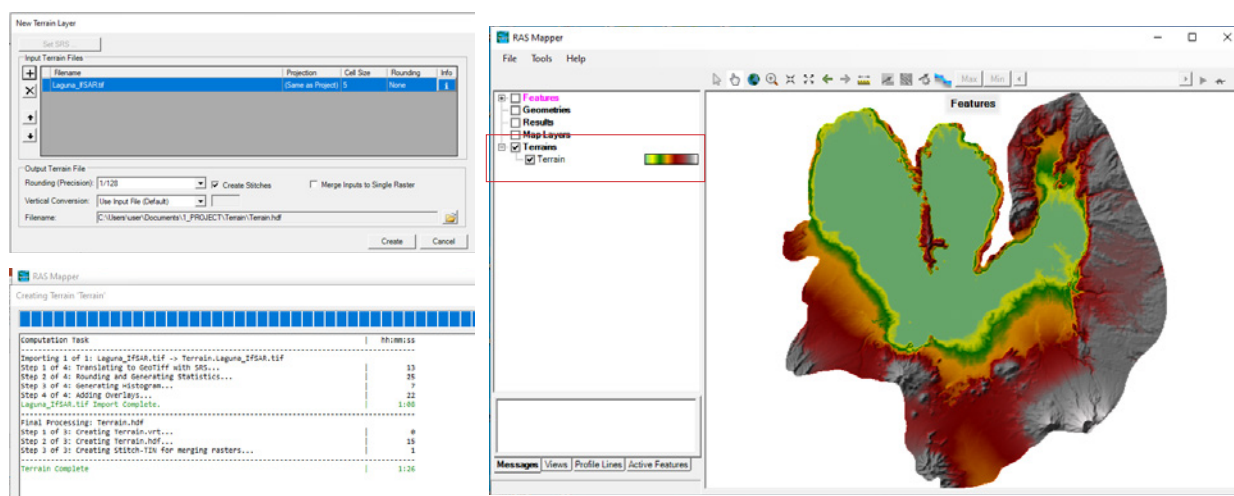 New Terrain Layer
Set SRS ...
Input Terrain Files
Filename Projection Cell Size Rounding Info
Laguna_IfSAR.tif (Same as Project) 5 None i
Output Terrain File
Rounding (Precision): 1/128 Create Stitches Merge Inputs to Single Raster
Vertical Conversion: Use Input File (Default)
Filename: C:\Users\user\Documents\1_PROJECT\Terrain\Terrain.hdf
Create Cancel
RAS Mapper
Creating Terrain 'Terrain'
Computation Task | hh:mm:ss
Importing 1 of 1: Laguna_IfSAR.tif -> Terrain.Laguna_IfSAR.tif
Step 1 of 4: Translating to GeoTiff with SRS... | 13
Step 2 of 4: Rounding and Generating Statistics... | 25
Step 3 of 4: Generating Histogram... | 7
Step 4 of 4: Adding Overlays... | 22
Laguna_IfSAR.tif Import Complete. | 1:08
Final Processing: Terrain.hdf
Step 1 of 3: Creating Terrain.vrt... | 0
Step 2 of 3: Creating Terrain.hdf... | 15
Step 3 of 3: Creating Stitch-TIN for merging rasters... | 1
Terrain Complete | 1:26
RAS Mapper
File Tools Help
Max Min
Features
Geometries
Results
Map Layers
Terrains
Terrain
Features
Messages Views Profile Lines Active Features